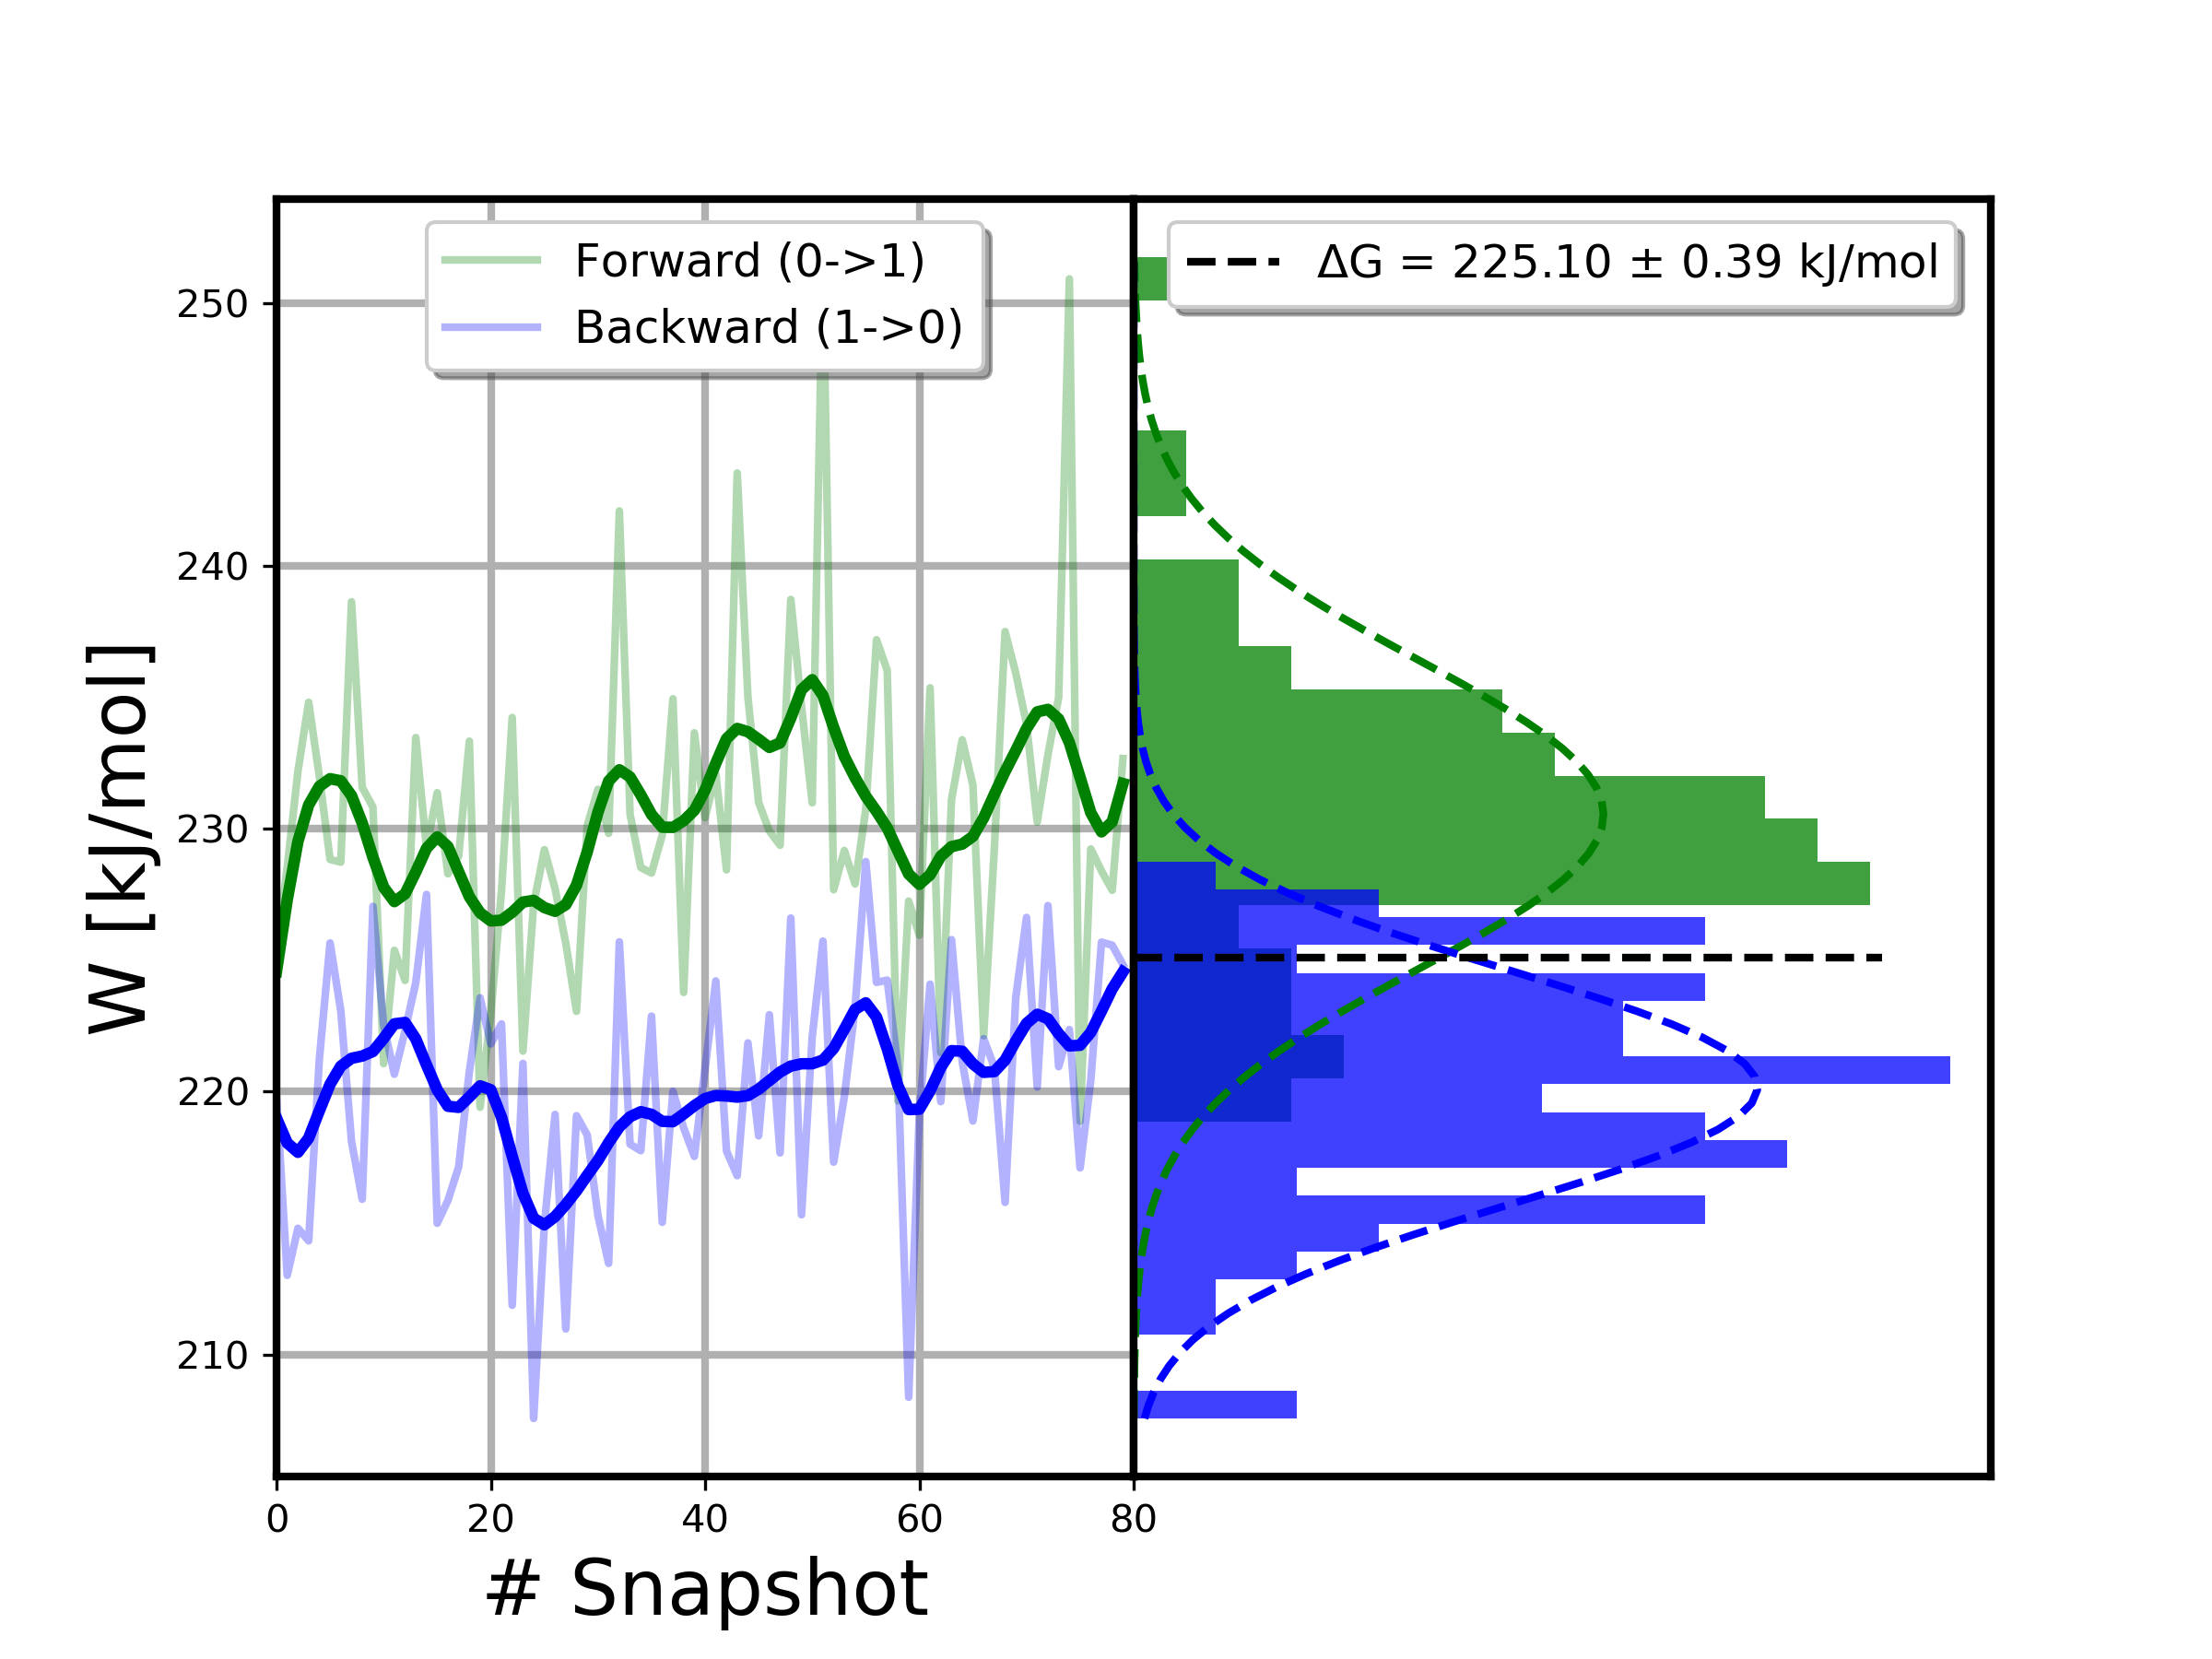 Forward (0->1)
Backward (1->0)
ΔG = 225.10 ± 0.39 kJ/mol
250
240
230
220
210
W [kJ/mol]
0
20
40
60
80
# Snapshot